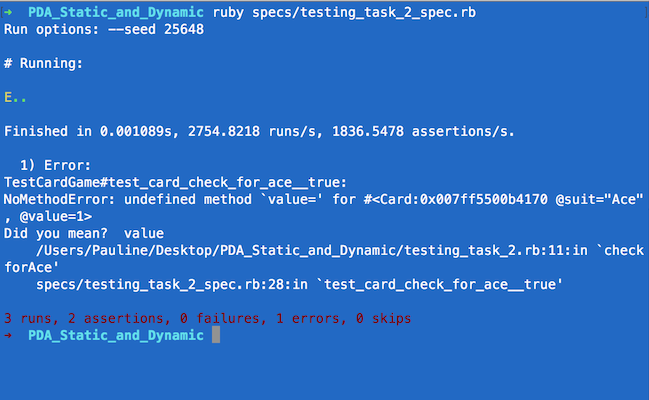 ➜  PDA_Static_and_Dynamic ruby specs/testing_task_2_spec.rb
Run options: --seed 25648
# Running:
E..
Finished in 0.001089s, 2754.8218 runs/s, 1836.5478 assertions/s.
  1) Error:
TestCardGame#test_card_check_for_ace__true:
NoMethodError: undefined method `value=' for #<Card:0x007ff5500b4170 @suit="Ace"
, @value=1>
Did you mean?  value
    /Users/Pauline/Desktop/PDA_Static_and_Dynamic/testing_task_2.rb:11:in `check
forAce'
    specs/testing_task_2_spec.rb:28:in `test_card_check_for_ace__true'
3 runs, 2 assertions, 0 failures, 1 errors, 0 skips
➜  PDA_Static_and_Dynamic